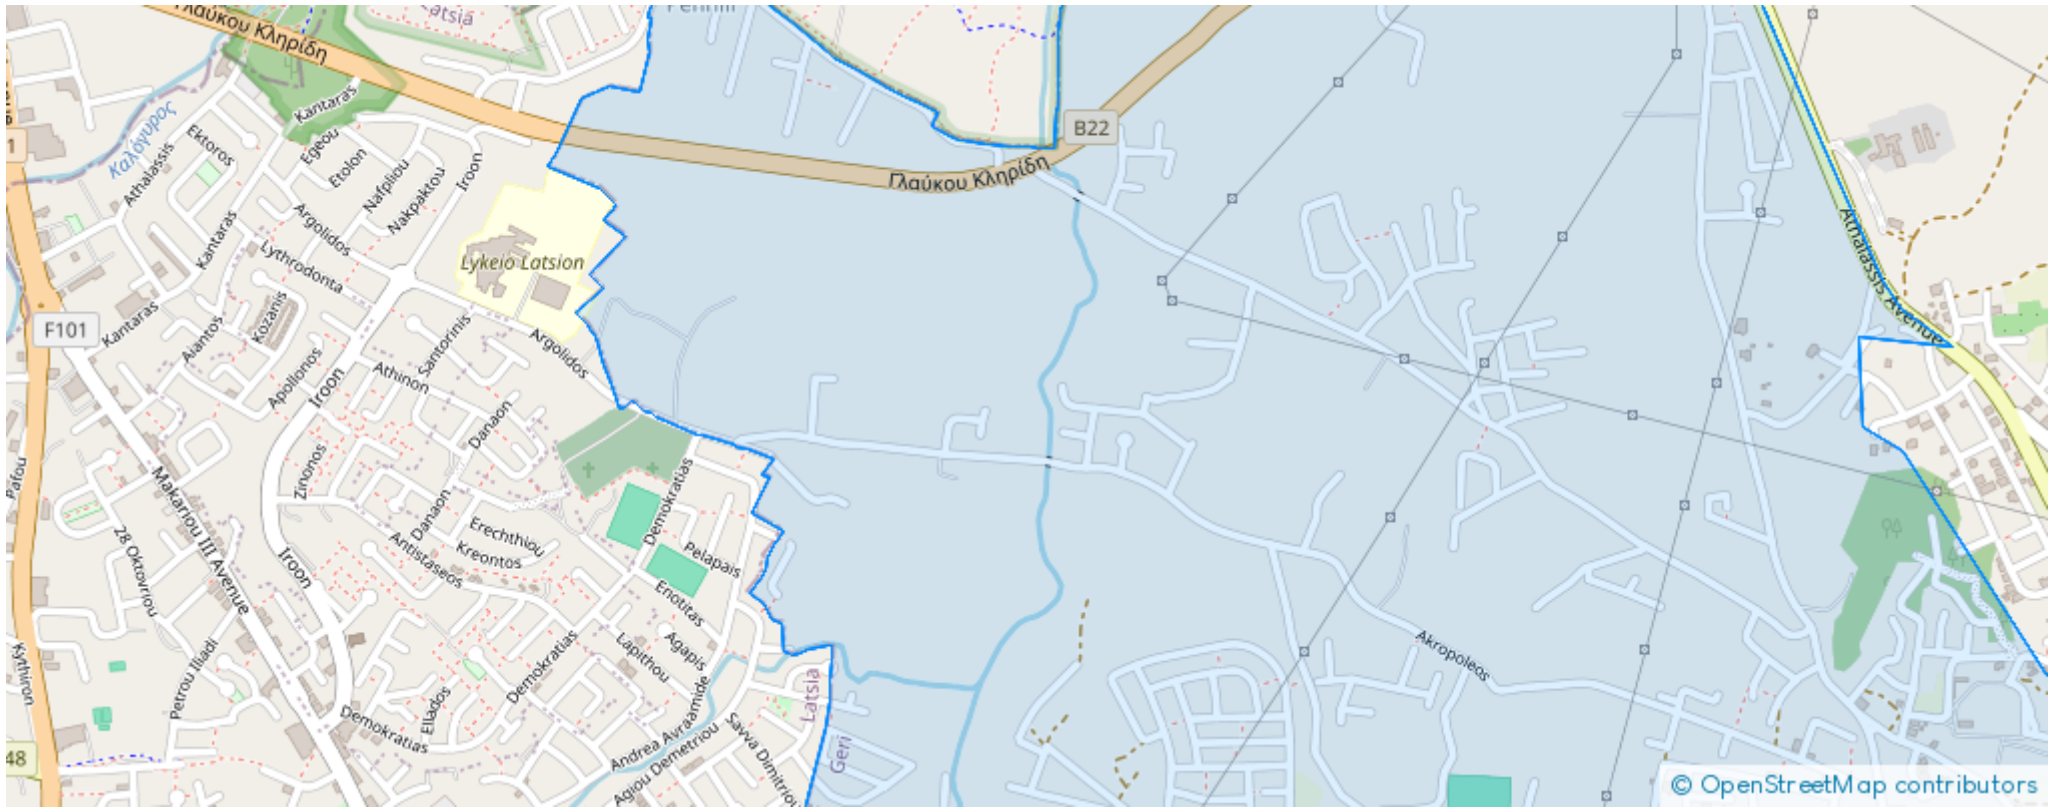 Γλαύκου Κληρίδη
Latsia
B22
Γλαύκου Κληρίδη
Καλόγυρος
Kantaras
Ektoros
Egeou
Athalassis
Etolon
Nafpliou
Nakpaktou
Iroon
Argolidos
Kantaras
Lythrodonta
Lykeio Latsion
Athalassis Avenue
F101
Kantaras
Aiantos
Kozanis
Santorinis
Argolidos
Apollonos
Iroon
Athinon
Danaon
Pafou
Makariou III Avenue
Zinonos
Danaon
Demokratias
Erechthiou
Kreontos
Antistaseos
Pelapais
28 Oktovriou
Iroon
Eriotitas
Lapithou
Agapis
Akropoleos
Kythiron
Petrou Iliadi
Demokratias
Ellados
Demokratias
Latsia
Geri
Andrea Avraamide
Agiou Demetriou
Savva Dimitriou
48
1
© OpenStreetMap contributors